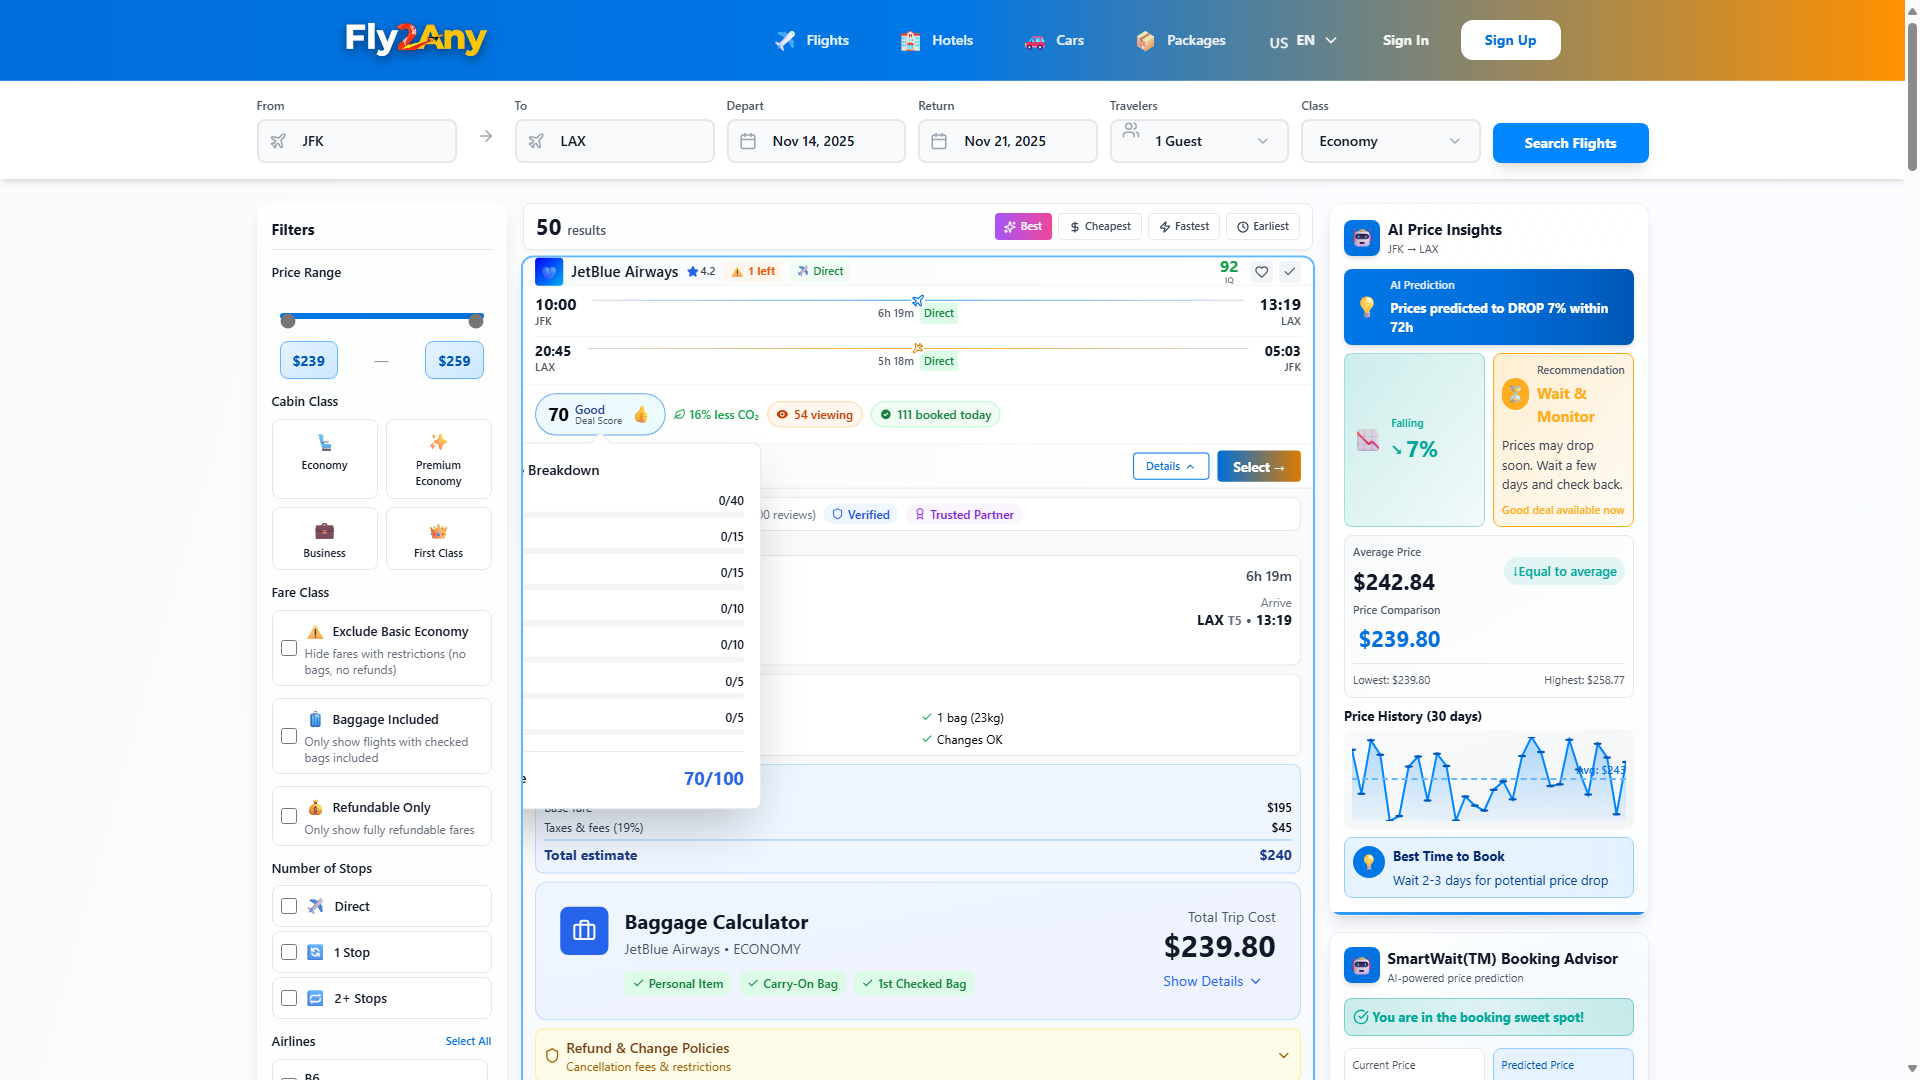 Fly2Any
Flights
Hotels
Cars
Packages
US EN
Sign In
Sign Up
From
JFK
To
LAX
Depart
Nov 14, 2025
Return
Nov 21, 2025
Travelers
1 Guest
Class
Economy
Search Flights
Filters
Price Range
$239
—
$259
Cabin Class
Economy
Premium
Economy
Business
First Class
Fare Class
Exclude Basic Economy
Hide fares with restrictions (no
bags, no refunds)
Baggage Included
Only show flights with checked
bags included
Refundable Only
Only show fully refundable fares
Number of Stops
Direct
1 Stop
2+ Stops
Airlines
Select All
B6
50 results
Best
Cheapest
Fastest
Earliest
JetBlue Airways 4.2 1 left Direct
92
IQ
10:00
JFK
6h 19m Direct
13:19
LAX
20:45
LAX
5h 18m Direct
05:03
JFK
70 Good
Deal Score
16% less CO₂
54 viewing
111 booked today
Breakdown
0/40
0/15
0/15
0/10
0/10
0/5
0/5
70/100
Details
Select →
reviews)
Verified
Trusted Partner
6h 19m
Arrive
LAX T5 • 13:19
1 bag (23kg)
Changes OK
$195
Taxes & fees (19%)
$45
Total estimate
$240
Baggage Calculator
JetBlue Airways • ECONOMY
Personal Item
Carry-On Bag
1st Checked Bag
Total Trip Cost
$239.80
Show Details
Refund & Change Policies
Cancellation fees & restrictions
AI Price Insights
JFK → LAX
AI Prediction
Prices predicted to DROP 7% within
72h
Falling
↘ 7%
Recommendation
Wait &
Monitor
Prices may drop
soon. Wait a few
days and check back.
Good deal available now
Average Price
$242.84
↓Equal to average
Price Comparison
$239.80
Lowest: $239.80
Highest: $258.77
Price History (30 days)
Avg: $243
Best Time to Book
Wait 2-3 days for potential price drop
SmartWait(TM) Booking Advisor
AI-powered price prediction
You are in the booking sweet spot!
Current Price
Predicted Price